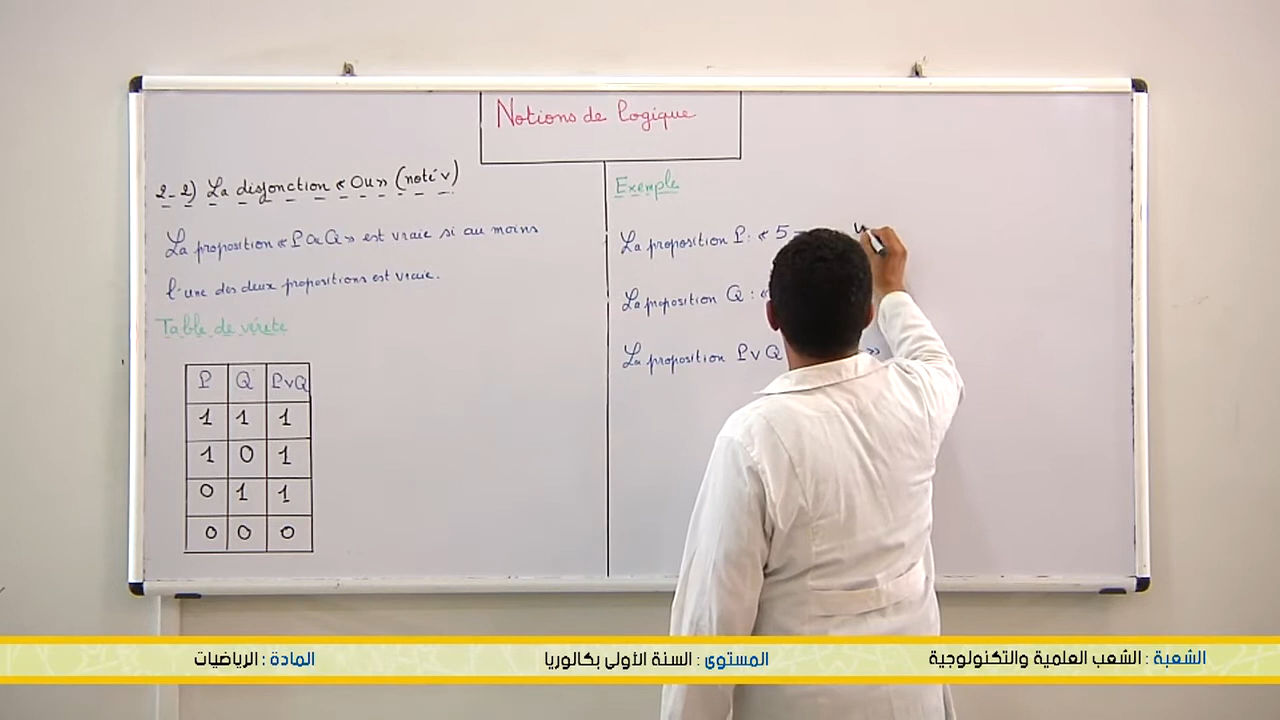 Notions de logique
2-2) La disjonction « Ou » (noté v)
La proposition « P ou Q » est vraie si au moins
l'une des deux propositions est vraie.
Table de vérité
P Q PvQ
1 1 1
1 0 1
0 1 1
0 0 0
Exemple
La proposition P: « 5
La proposition Q : «
La proposition P v Q »
المادة : الرياضيات
المستوى : السنة الأولى بكالوريا
الشعبة : الشعب العلمية والتكنولوجية